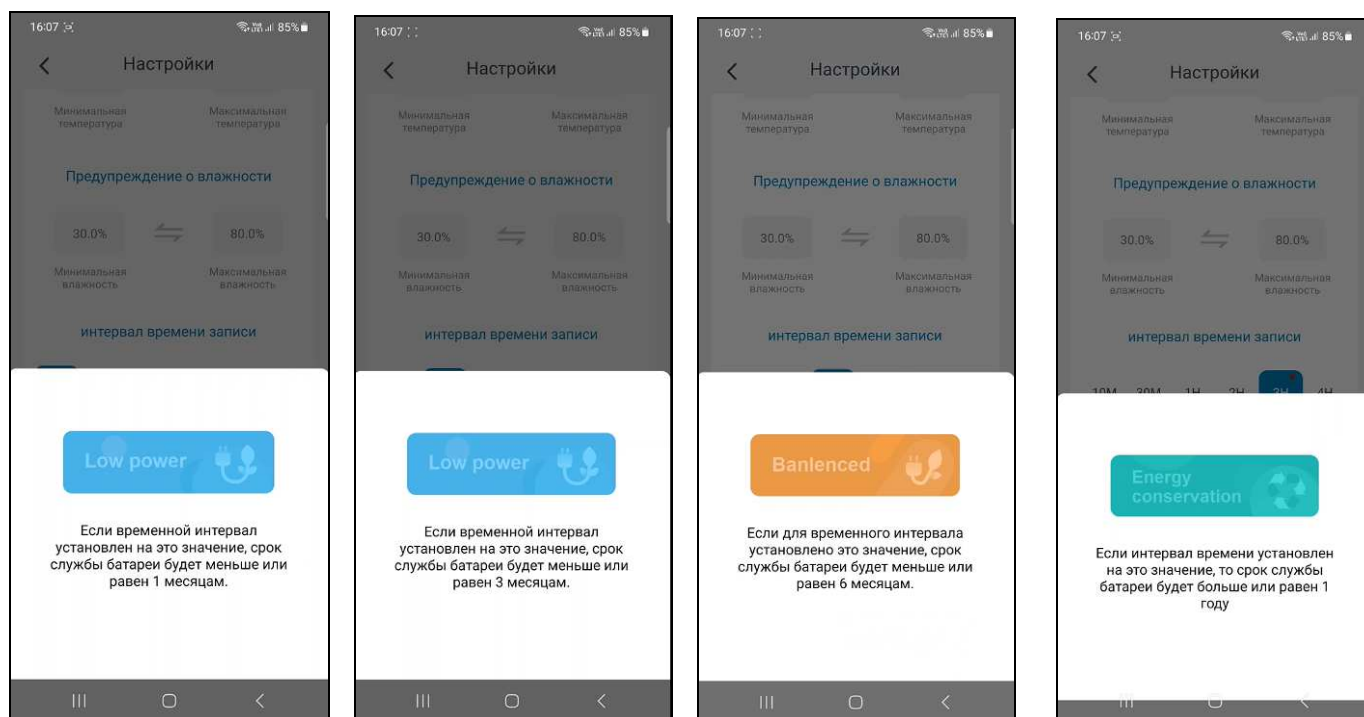 16:07
85%
Настройки
Минимальная Максимальная
температура температура
Предупреждение о влажности
30.0% 80.0%
Минимальная Максимальная
влажность влажность
интервал времени записи
Low power
Если временной интервал
установлен на это значение, срок
службы батареи будет меньше или
равен 1 месяцам.
16:07
85%
Настройки
Минимальная Максимальная
температура температура
Предупреждение о влажности
30.0% 80.0%
Минимальная Максимальная
влажность влажность
интервал времени записи
Low power
Если временной интервал
установлен на это значение, срок
службы батареи будет меньше или
равен 3 месяцам.
16:07
85%
Настройки
Минимальная Максимальная
температура температура
Предупреждение о влажности
30.0% 80.0%
Минимальная Максимальная
влажность влажность
интервал времени записи
Banlenced
Если для временного интервала
установлено это значение, срок
службы батареи будет меньше или
равен 6 месяцам.
16:07
85%
Настройки
Минимальная Максимальная
температура температура
Предупреждение о влажности
30.0% 80.0%
Минимальная Максимальная
влажность влажность
интервал времени записи
10M 30M 1H 2H 3H 4H
Energy
conservation
Если интервал времени установлен
на это значение, то срок службы
батареи будет больше или равен 1
году